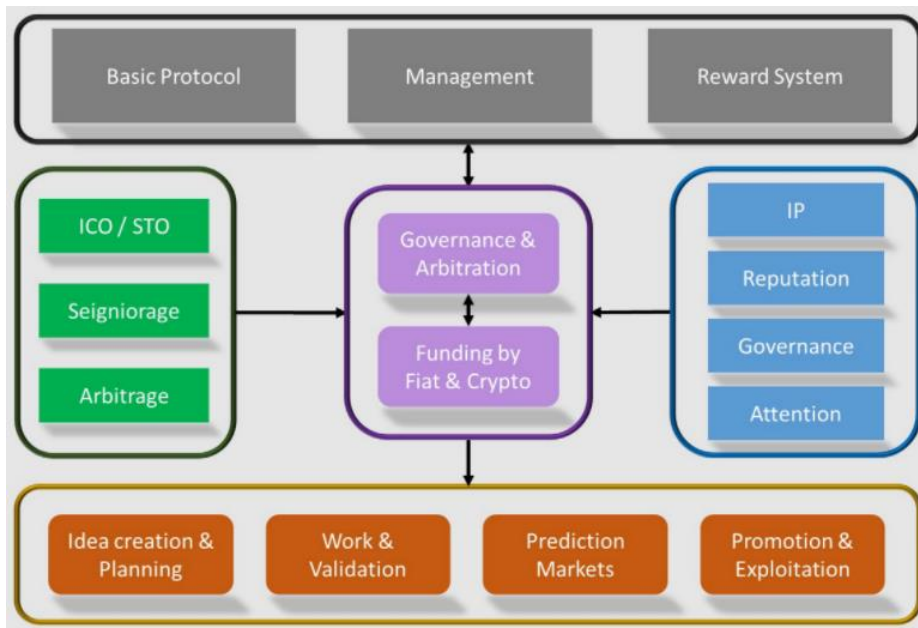 Basic Protocol
Management
Reward System
ICO / STO
Seigniorage
Arbitrage
Governance &
Arbitration
Funding by
Fiat & Crypto
IP
Reputation
Governance
Attention
Idea creation &
Planning
Work &
Validation
Prediction
Markets
Promotion &
Exploitation